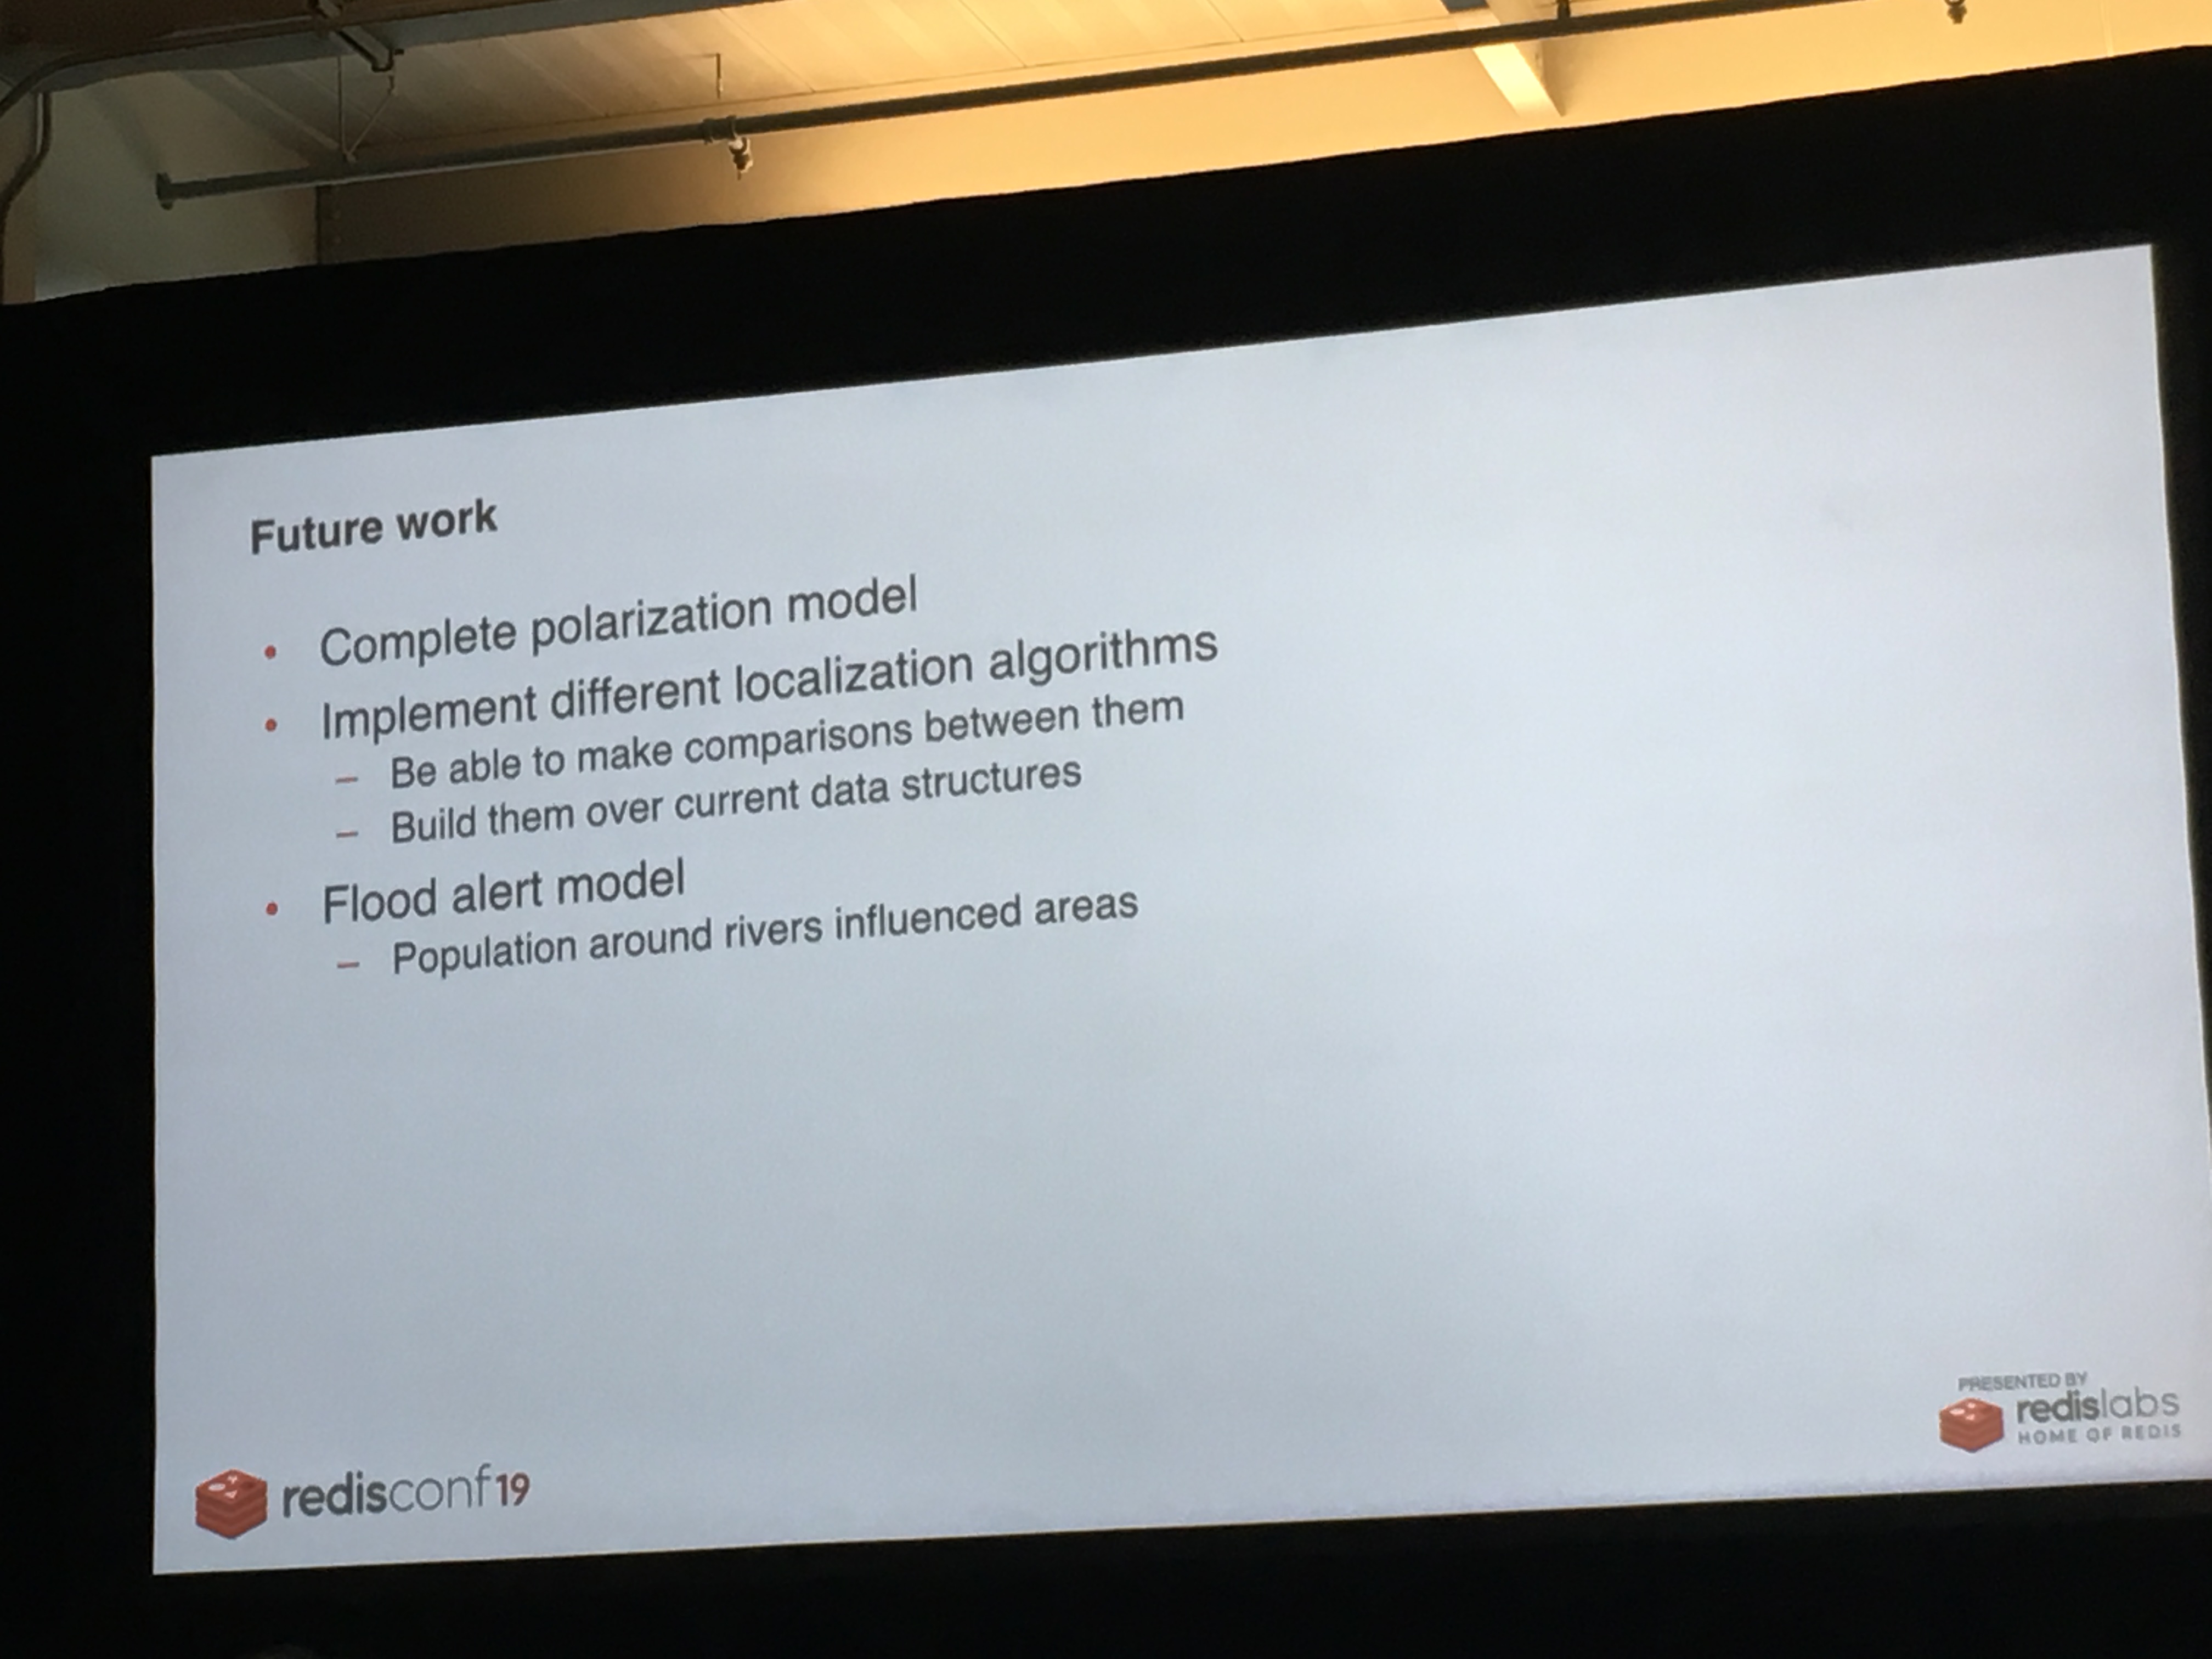 Future work
• Complete polarization model
• Implement different localization algorithms
– Be able to make comparisons between them
– Build them over current data structures
• Flood alert model
– Population around rivers influenced areas
PRESENTED BY
redislabs
HOME OF REDIS
redisconf19